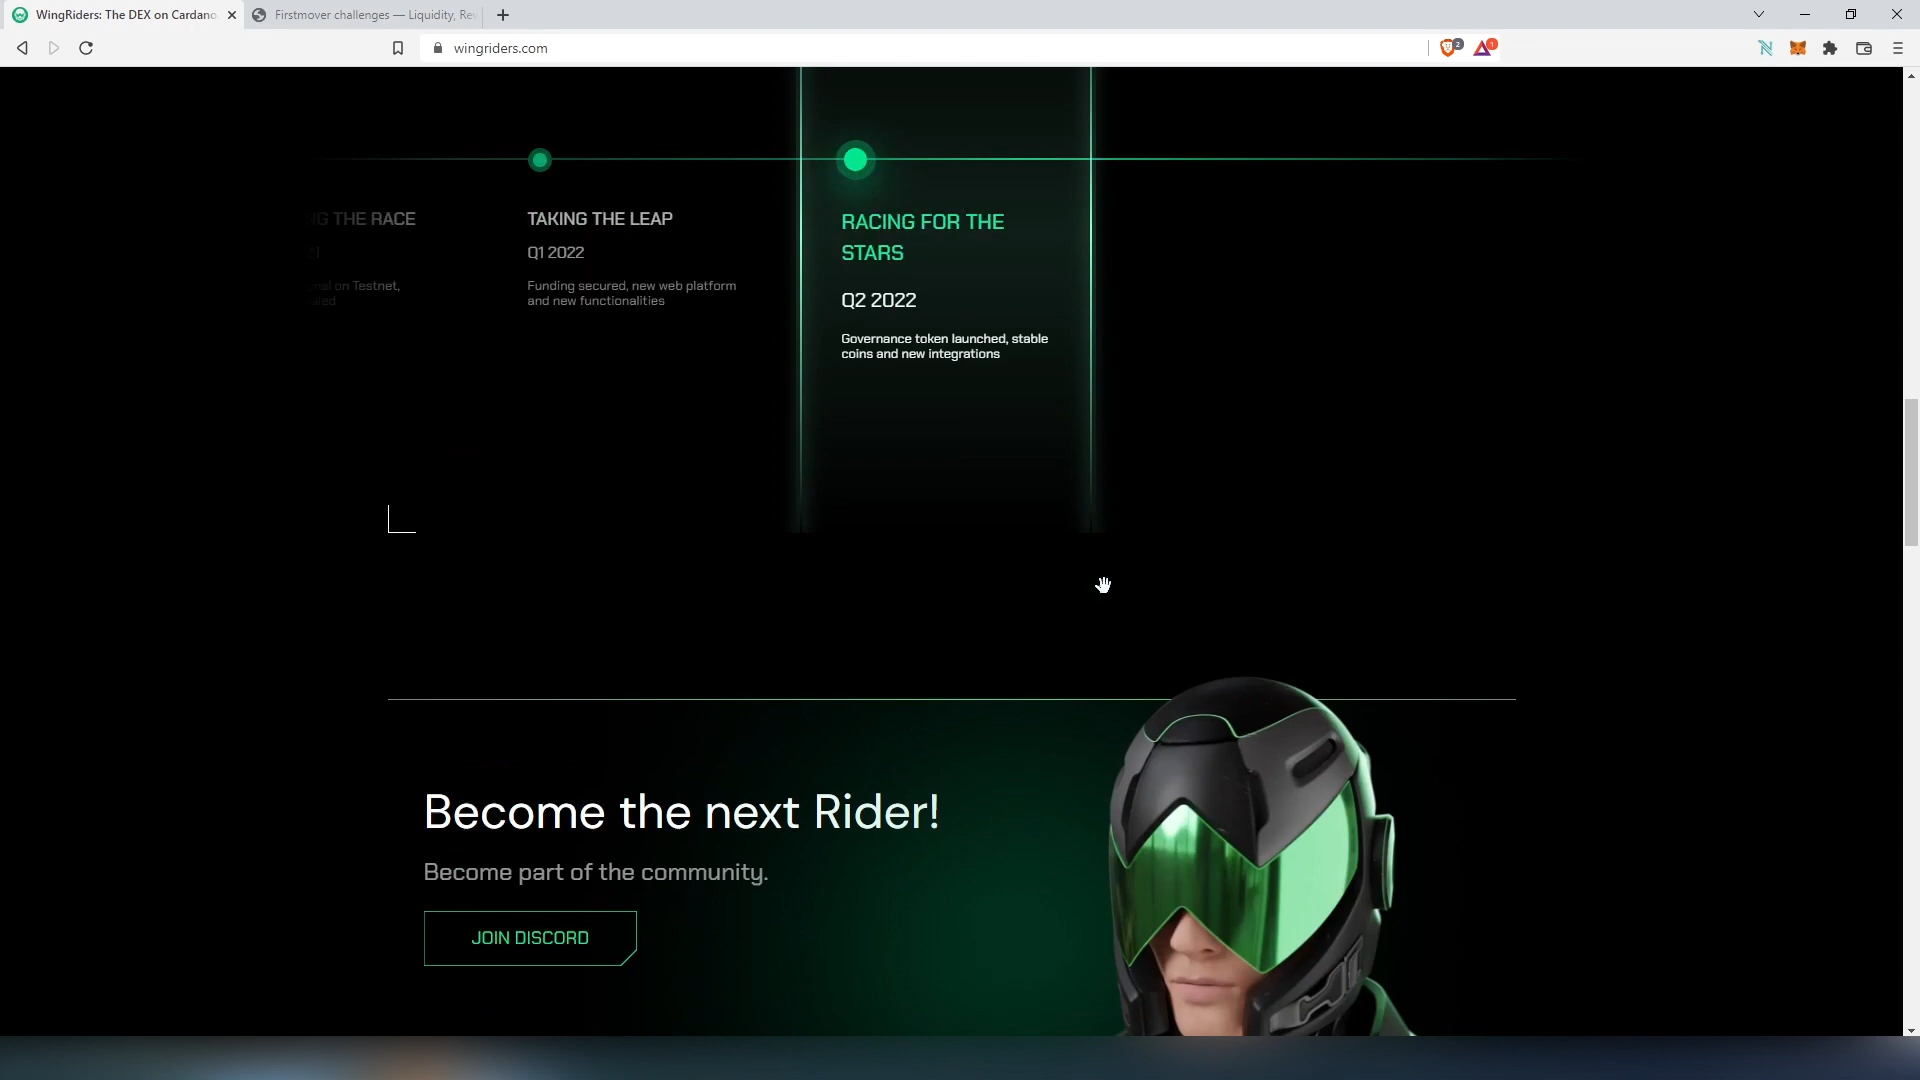 WingRiders: The DEX on Cardano
Firstmover challenges — Liquidity, Re
wingriders.com
2
1
G THE RACE
TAKING THE LEAP
Q1 2022
Funding secured, new web platform
and new functionalities
on Testnet,
RACING FOR THE
STARS
Q2 2022
Governance token launched, stable
coins and new integrations
Become the next Rider!
Become part of the community.
JOIN DISCORD